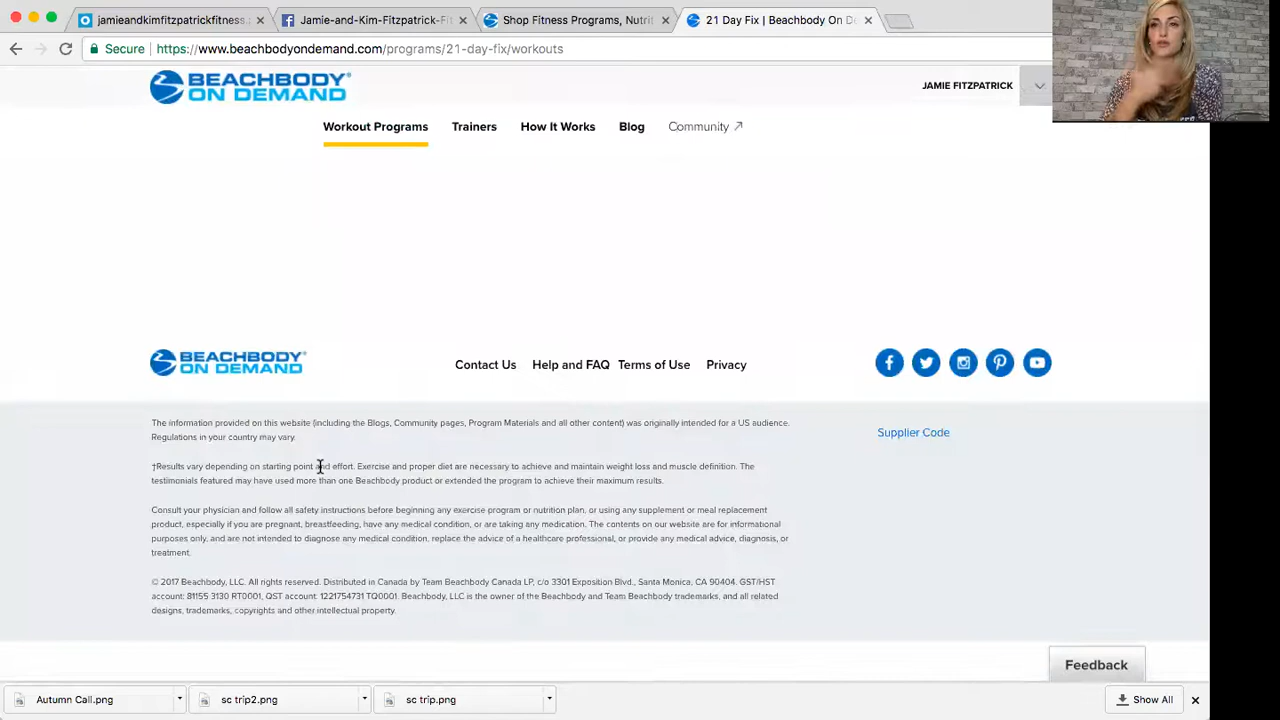 jamieandkimfitzpatrickfitness.
Jamie-and-Kim-Fitzpatrick-Fit
Shop Fitness Programs, Nutrit
21 Day Fix | Beachbody On De
Secure
https://www.beachbodyondemand.com/programs/21-day-fix/workouts
BEACHBODY
ON DEMAND
JAMIE FITZPATRICK
Workout Programs
Trainers
How It Works
Blog
Community
BEACHBODY
ON DEMAND
Contact Us
Help and FAQ
Terms of Use
Privacy
The information provided on this website (including the Blogs, Community pages, Program Materials and all other content) was originally intended for a US audience.
Regulations in your country may vary.
Supplier Code
†Results vary depending on starting point and effort. Exercise and proper diet are necessary to achieve and maintain weight loss and muscle definition. The
testimonials featured may have used more than one Beachbody product or extended the program to achieve their maximum results.
Consult your physician and follow all safety instructions before beginning any exercise program or nutrition plan, or using any supplement or meal replacement
product, especially if you are pregnant, breastfeeding, have any medical condition, or are taking any medication. The contents on our website are for informational
purposes only, and are not intended to diagnose any medical condition, replace the advice of a healthcare professional, or provide any medical advice, diagnosis, or
treatment.
© 2017 Beachbody, LLC. All rights reserved. Distributed in Canada by Team Beachbody Canada LP, c/o 3301 Exposition Blvd., Santa Monica, CA 90404. GST/HST
account: 81155 3130 RT0001, QST account: 1221754731 TQ0001. Beachbody, LLC is the owner of the Beachbody and Team Beachbody trademarks, and all related
designs, trademarks, copyrights and other intellectual property.
Feedback
Autumn Call.png
sc trip2.png
sc trip.png
Show All